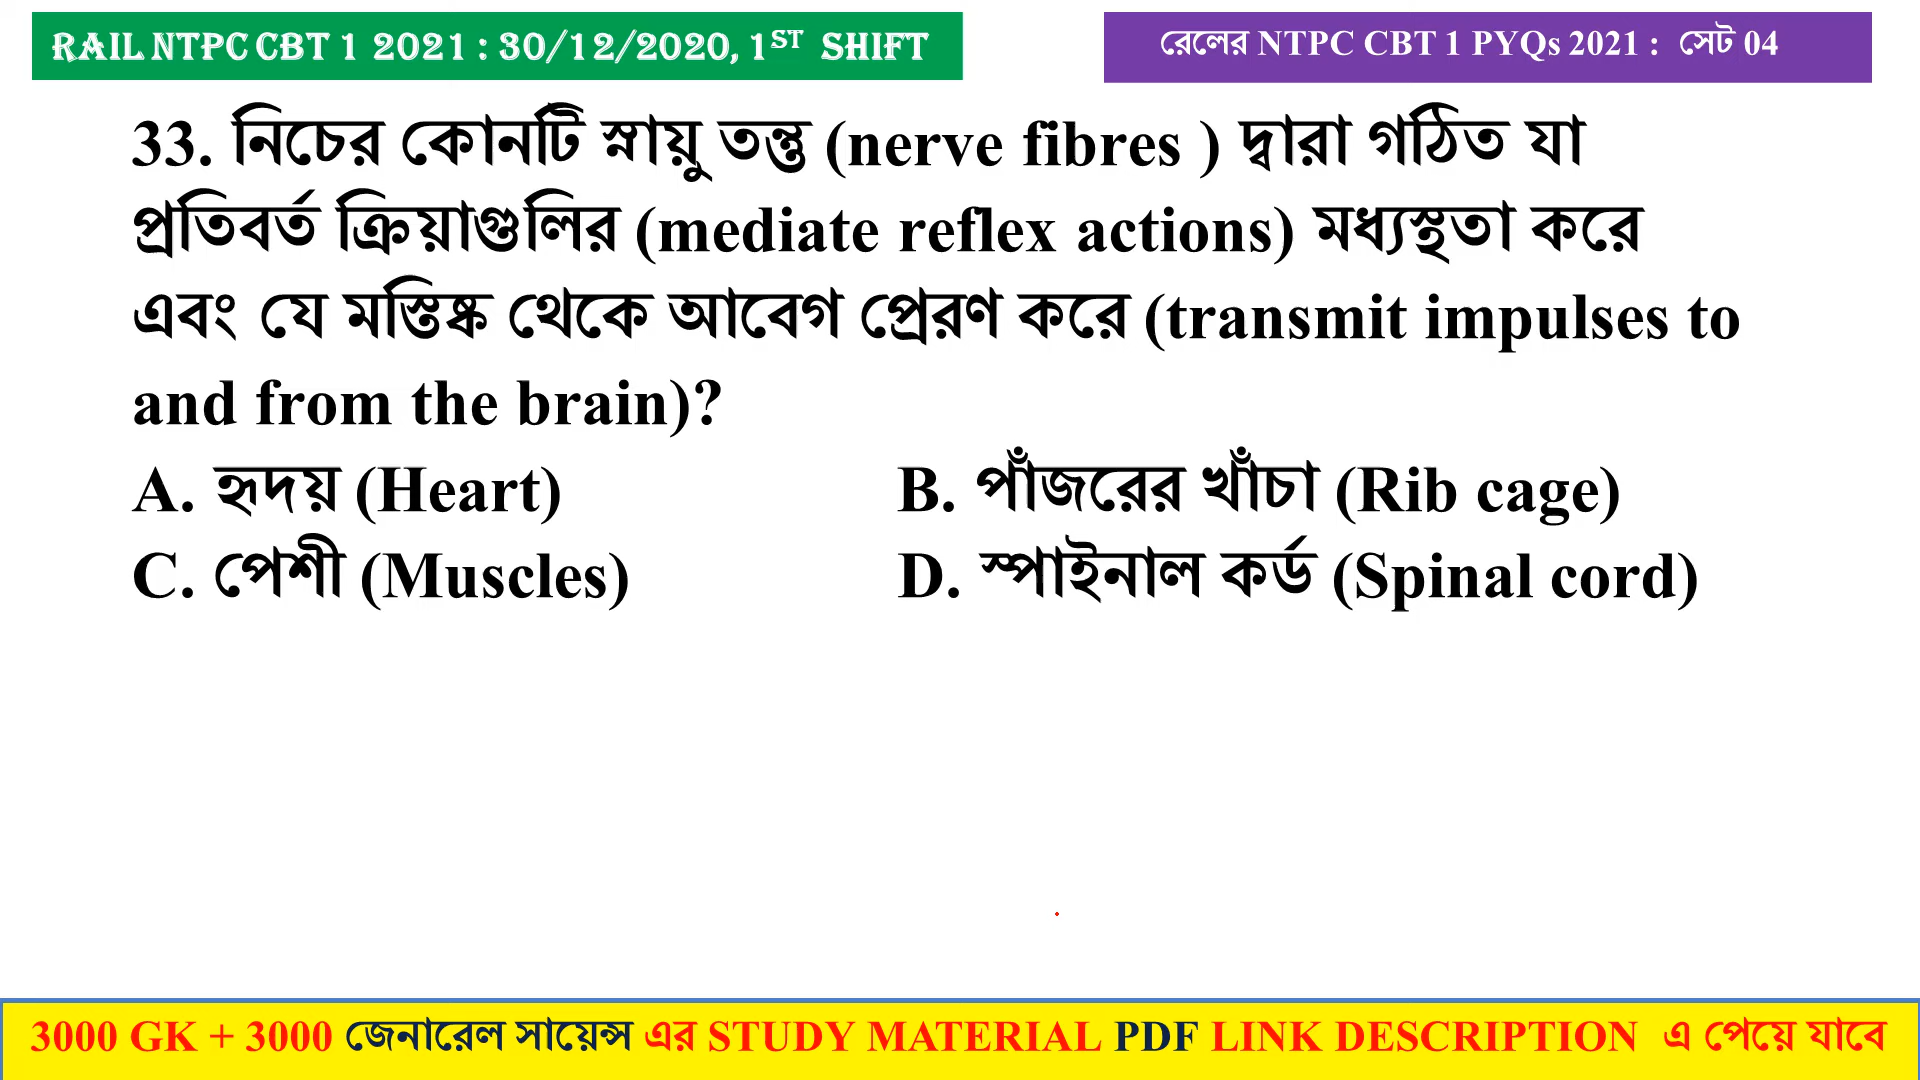 RAIL NTPC CBT 1 2021 : 30/12/2020, 1ST SHIFT
রেলের NTPC CBT 1 PYQs 2021 : সেট 04
33. নিচের কোনটি স্নায়ু তন্তু (nerve fibres ) দ্বারা গঠিত যা
প্রতিবর্ত ক্রিয়াগুলির (mediate reflex actions) মধ্যস্থতা করে
এবং যে মস্তিষ্ক থেকে আবেগ প্রেরণ করে (transmit impulses to
and from the brain)?
A. হৃদয় (Heart) B. পাঁজরের খাঁচা (Rib cage)
C. পেশী (Muscles) D. স্পাইনাল কর্ড (Spinal cord)
3000 GK + 3000 জেনারেল সায়েন্স এর STUDY MATERIAL PDF LINK DESCRIPTION এ পেয়ে যাবে